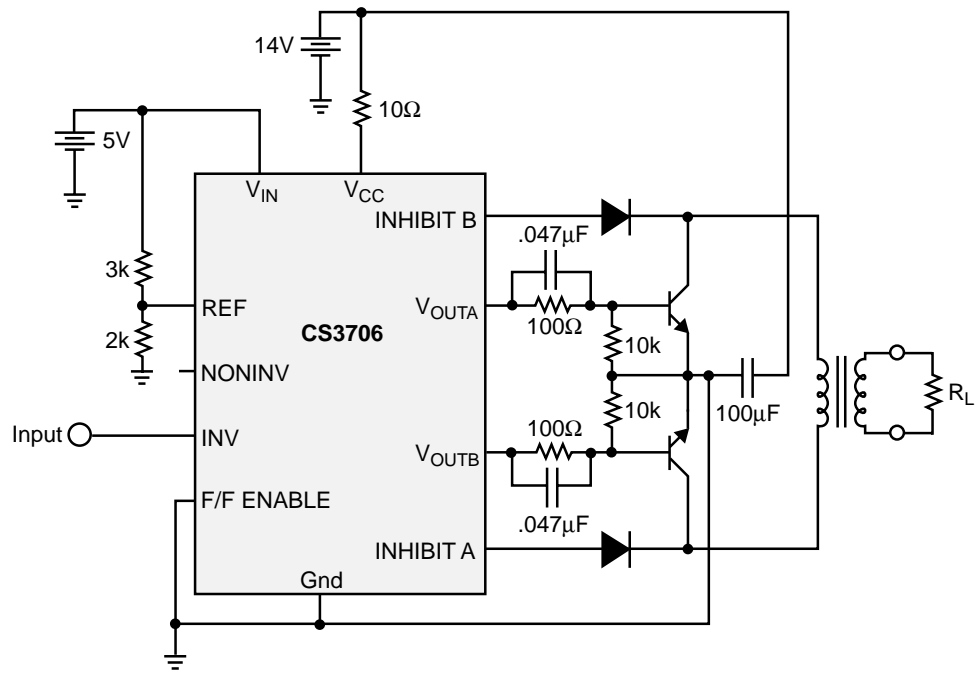 14V
10Ω
5V
VIN
VCC
INHIBIT B
.047µF
3k
REF
VOUTA
100Ω
2k
CS3706
10k
NONINV
10k
100µF
RL
Input
INV
100Ω
VOUTB
F/F ENABLE
.047µF
INHIBIT A
Gnd